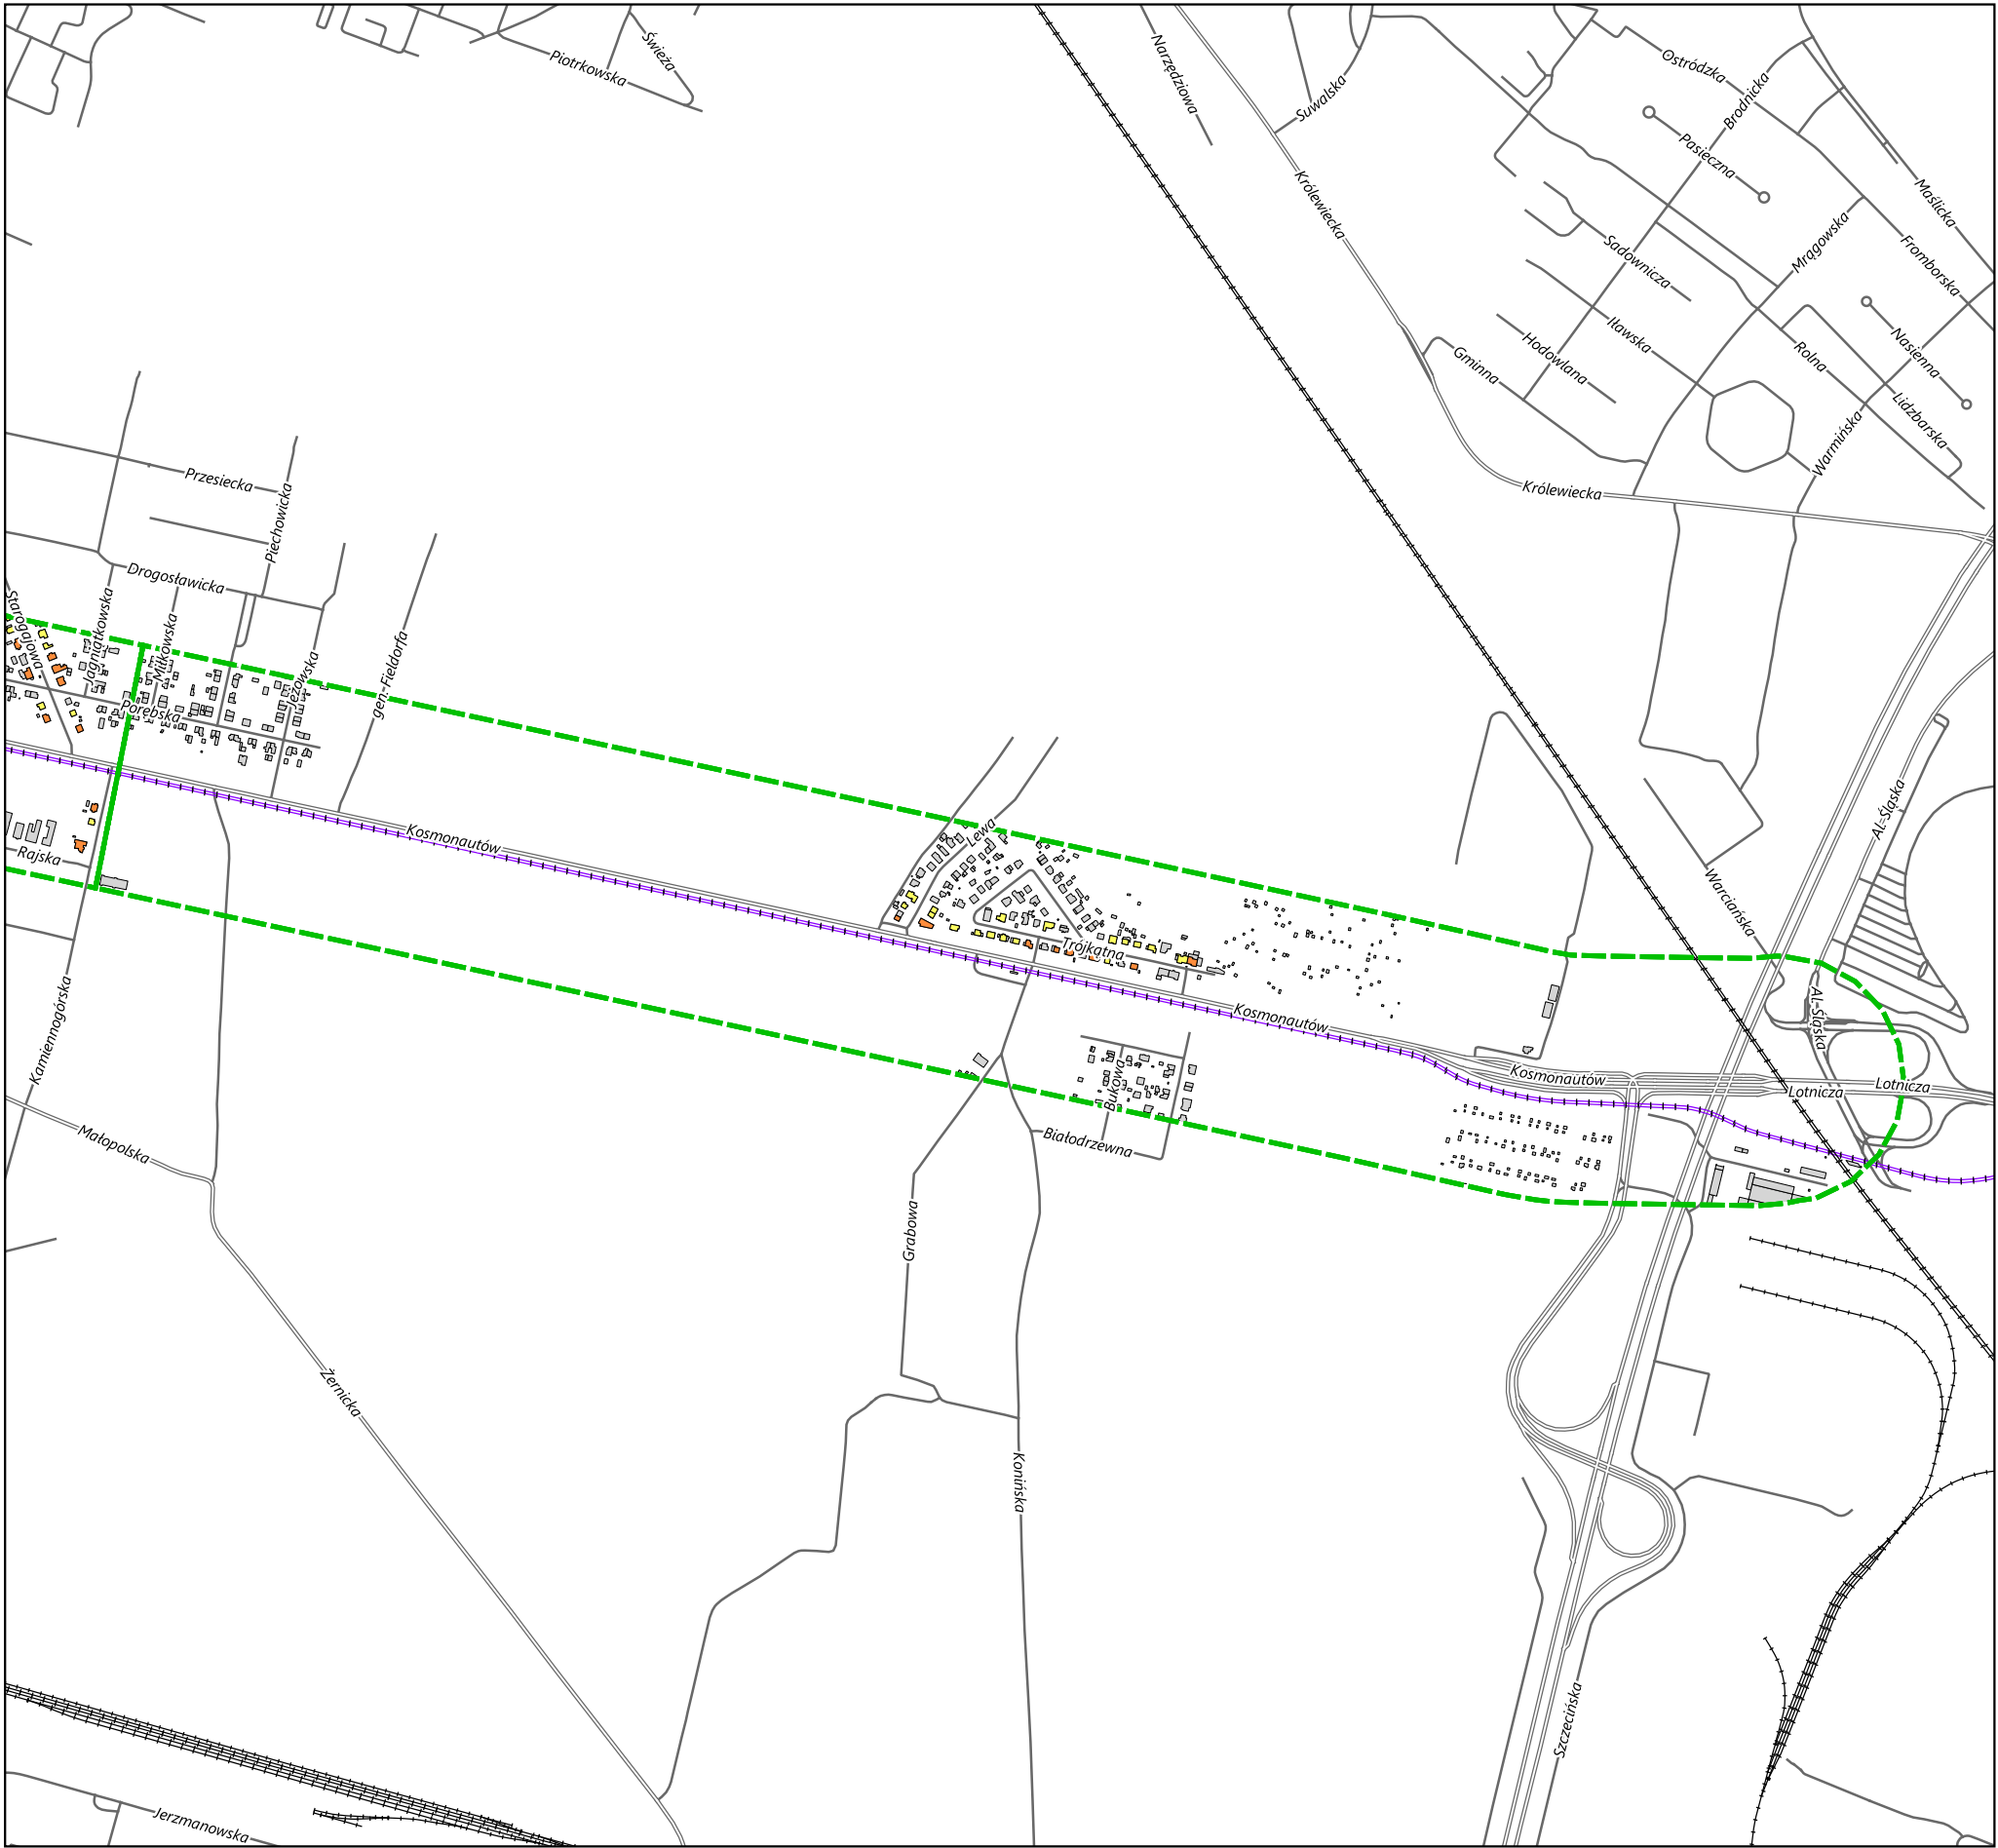 Świeża
Piotrkowska
Narzędziowa
Suwalska
Ostródzka
Brodnicka
Pasieczna
Królewiecka
Maślicka
Mrągowska
Sadownicza
Fromborska
Iławska
Hodowlana
Gminna
Rolna
Nasienna
Lidzbarska
Warmińska
Królewiecka
Przesiecka
Piechowicka
Drogosławicka
Starogajowa
Jagniątkowska
Miłkowska
Jeżowska
gen. Fieldorfa
Porębska
Kosmonautów
Rajska
Lewa
Trójkątna
Al. Śląska
Warciańska
Al. Śląska
Kosmonautów
Kamiennogórska
Kosmonautów
Lotnicza
Lotnicza
Bukowa
Białodrzewna
Małopolska
Grabowa
Żernicka
Konińska
Szczecińska
Jerzmanowska